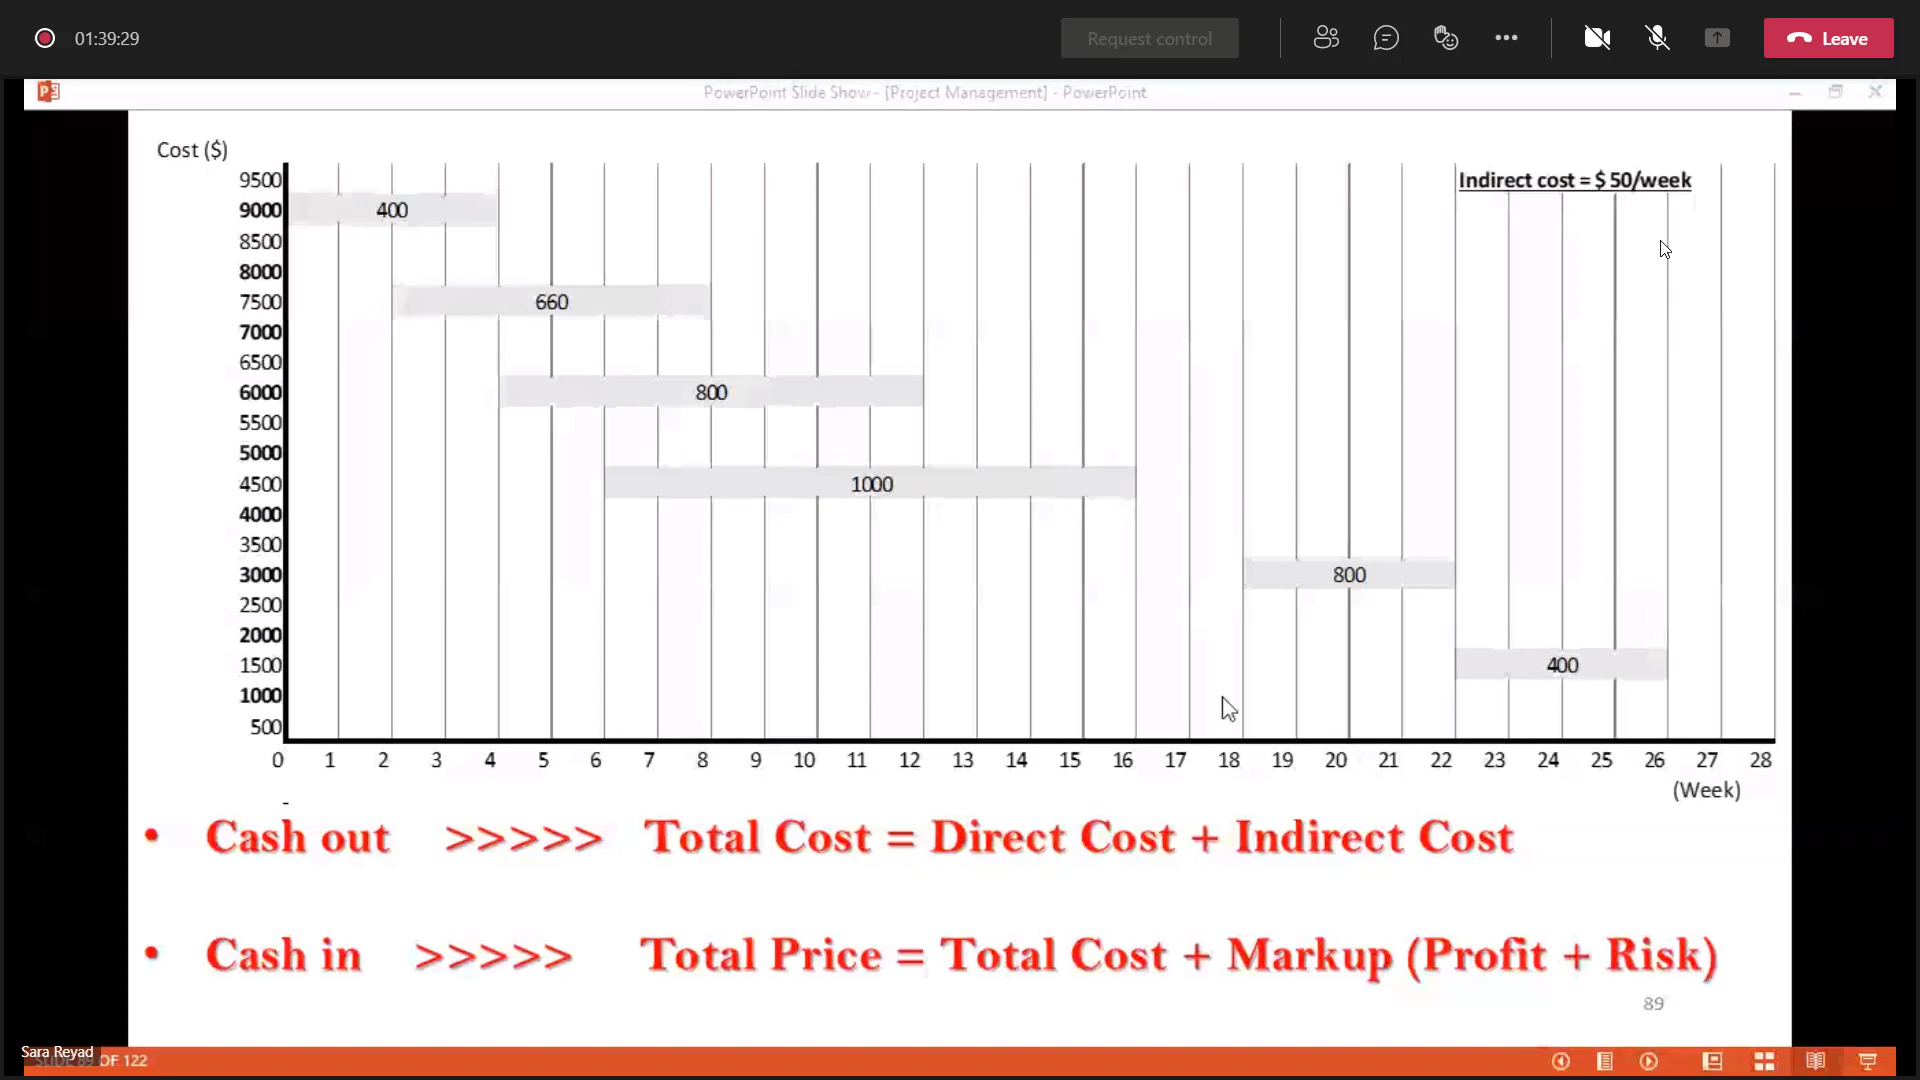 01:39:29
Request control
Leave
PowerPoint Slide Show - [Project Management] - PowerPoint
Cost ($)
Indirect cost = $ 50/week
9500
9000
400
8500
8000
7500
660
7000
6500
6000
800
5500
5000
4500
1000
4000
3500
3000
800
2500
2000
1500
400
1000
500
0 1 2 3 4 5 6 7 8 9 10 11 12 13 14 15 16 17 18 19 20 21 22 23 24 25 26 27 28
(Week)
-
• Cash out >>>>> Total Cost = Direct Cost + Indirect Cost
• Cash in >>>>> Total Price = Total Cost + Markup (Profit + Risk)
89
Sara Reyad
SLIDE 89 OF 122